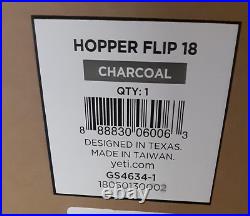 HOPPER FLIP 18
CHARCOAL
QTY: 1
8 88830 06006 3
DESIGNED IN TEXAS.
MADE IN TAIWAN.
yeti.com
GS4634-1
18050130002